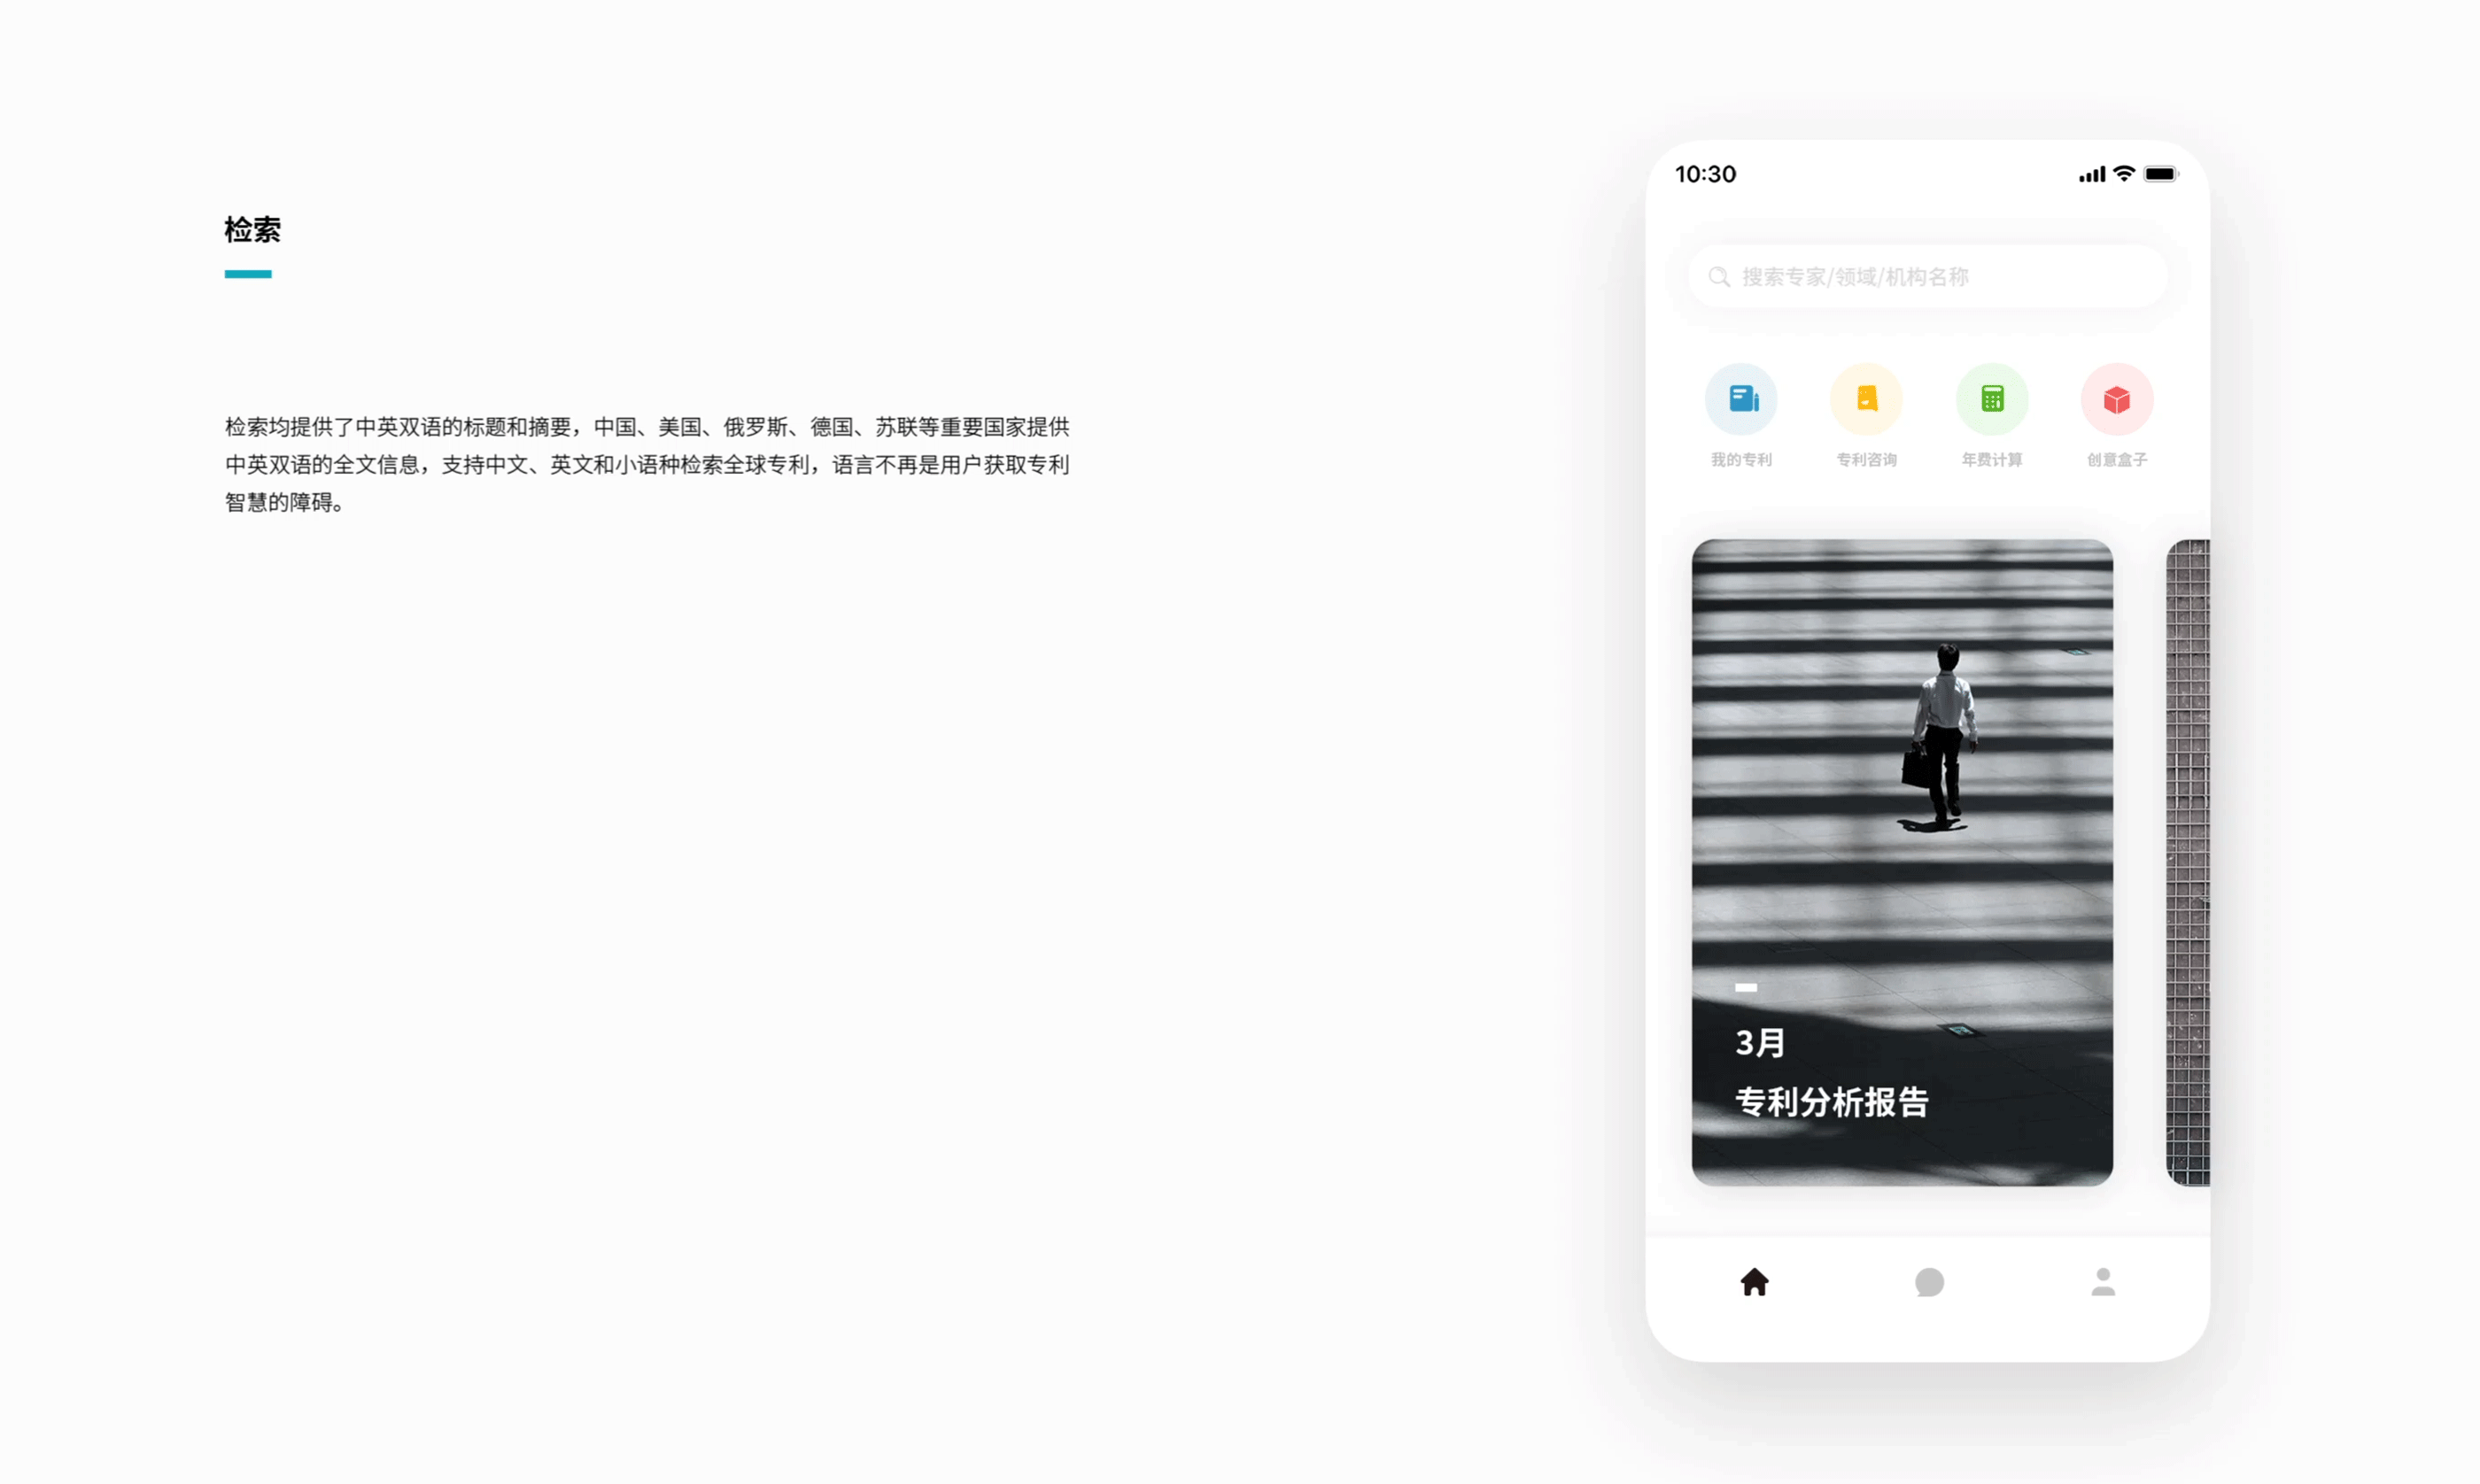 检索
检索均提供了中英双语的标题和摘要，中国、美国、俄罗斯、德国、苏联等重要国家提供
中英双语的全文信息，支持中文、英文和小语种检索全球专利，语言不再是用户获取专利
智慧的障碍。
10:30
搜索专家/领域/机构名称
我的专利 专利咨询 年费计算 创意盒子
3月
专利分析报告